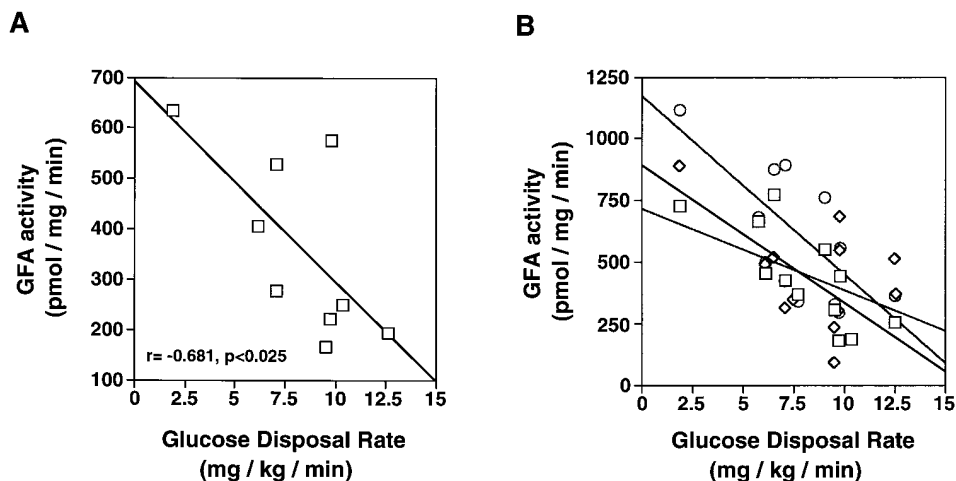 A
GFA activity
(pmol / mg / min)
700
600
500
400
300
200
100
r= -0.681, p<0.025
0
2.5
5
7.5
10
12.5
15
Glucose Disposal Rate
(mg / kg / min)
B
GFA activity
(pmol / mg / min)
1250
1000
750
500
250
0
0
2.5
5
7.5
10
12.5
15
Glucose Disposal Rate
(mg / kg / min)